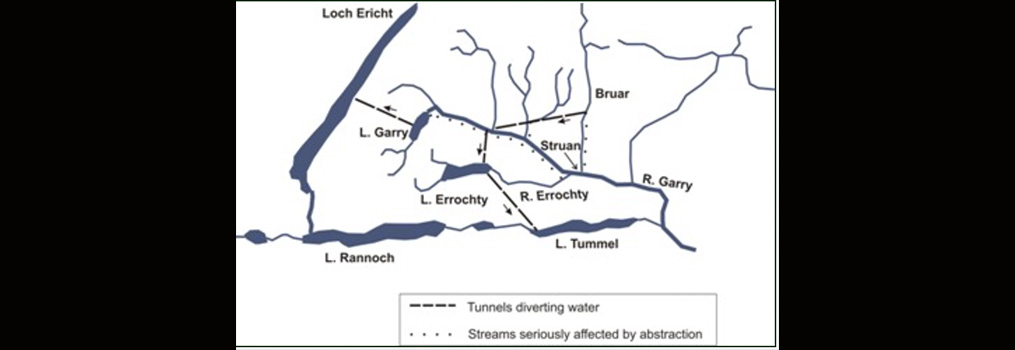 Loch Ericht
Bruar
L. Garry
Struan
R. Garry
L. Errochty
R. Errochty
L. Tummel
L. Rannoch
Tunnels diverting water
Streams seriously affected by abstraction